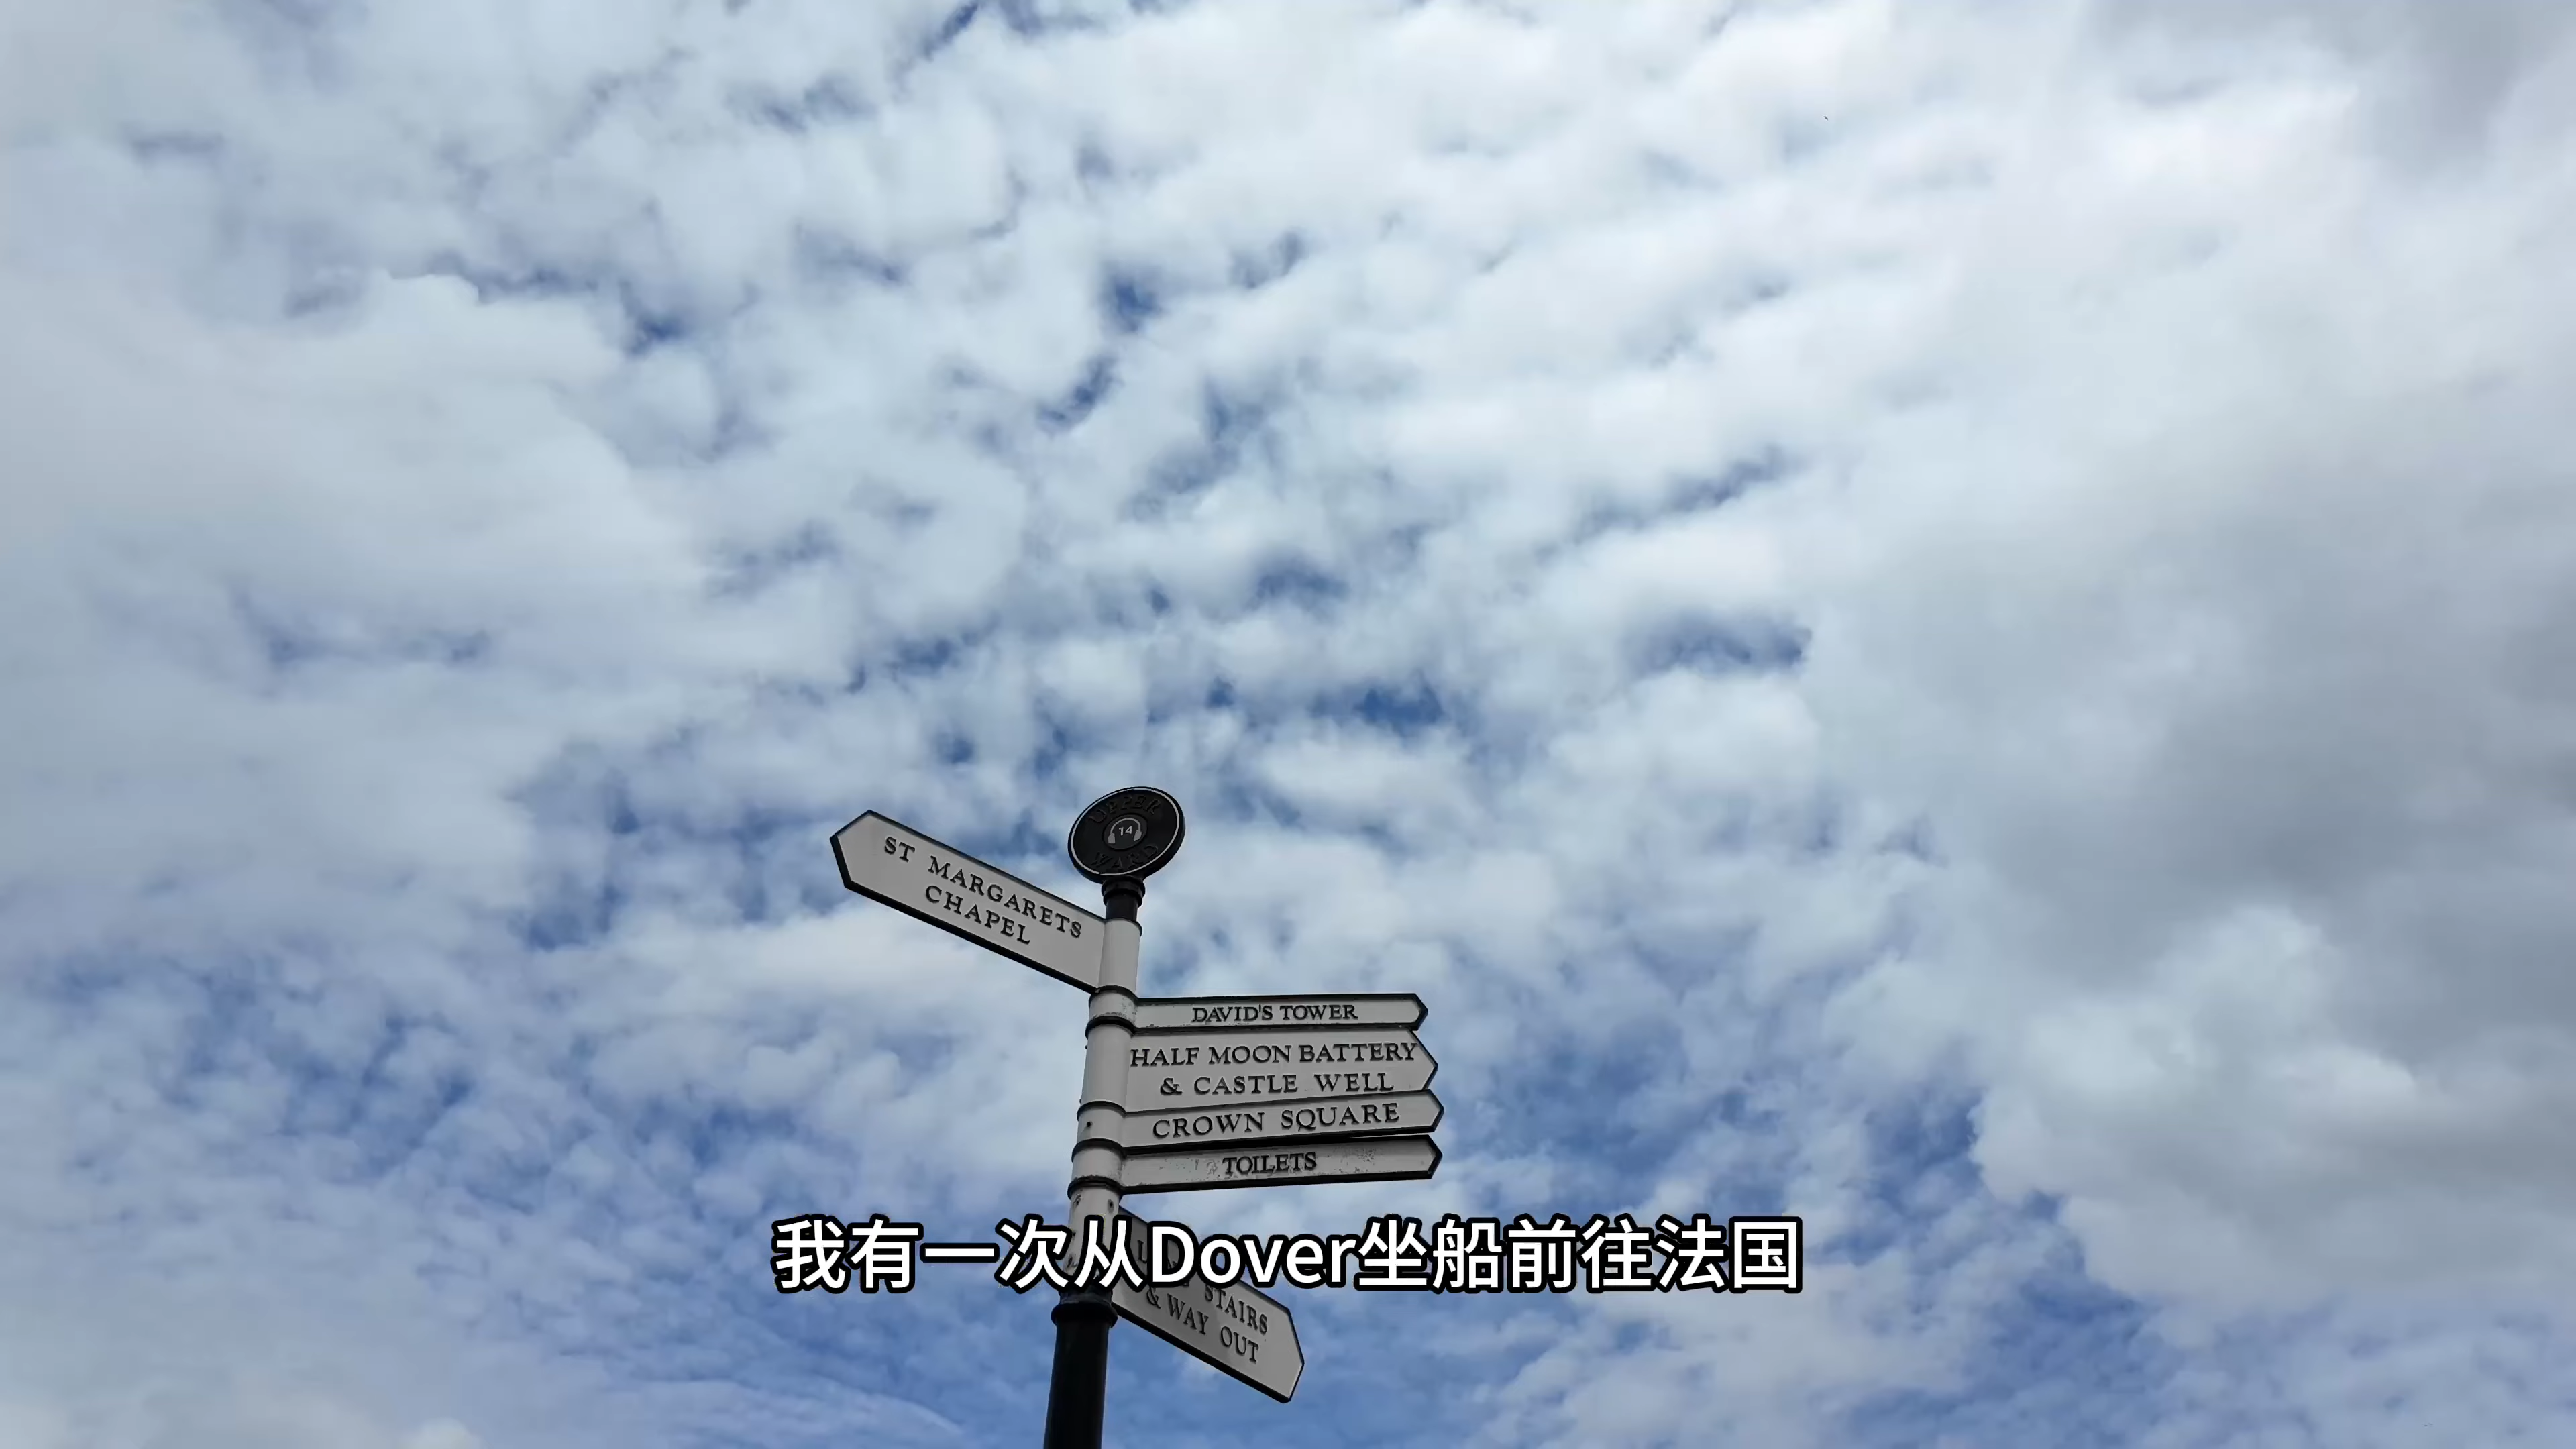 UPPER
14
WARD
ST MARGARETS
CHAPEL
DAVID'S TOWER
HALF MOON BATTERY
& CASTLE WELL
CROWN SQUARE
TOILETS
我有一次从Dover坐船前往法国
STAIRS
& WAY OUT